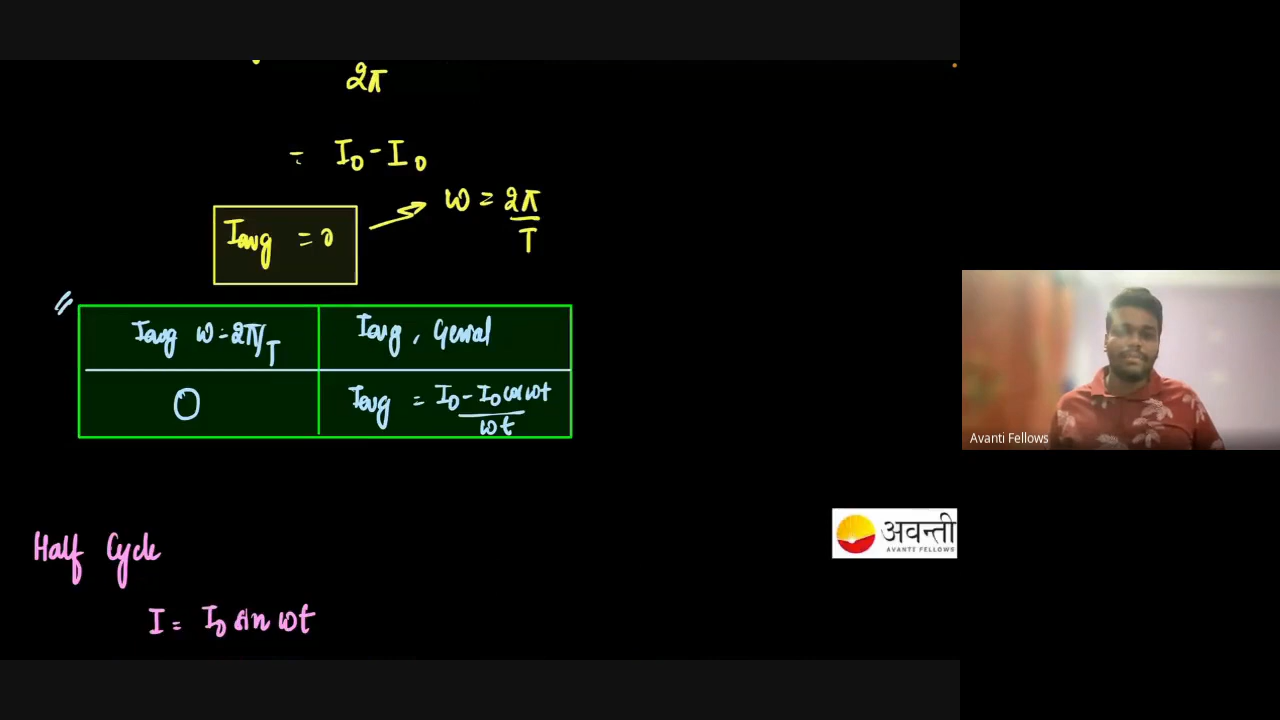 2π
= I0 - I0
ω = 2π
T
Iavg = 0
Iavg ω = 2π/T
Iavg, Genral
0
Iavg = I0 - I0 cos ωt
ωt
Half Cycle
I = I0 sin ωt
अवन्ती
AVANTI FELLOWS
Avanti Fellows